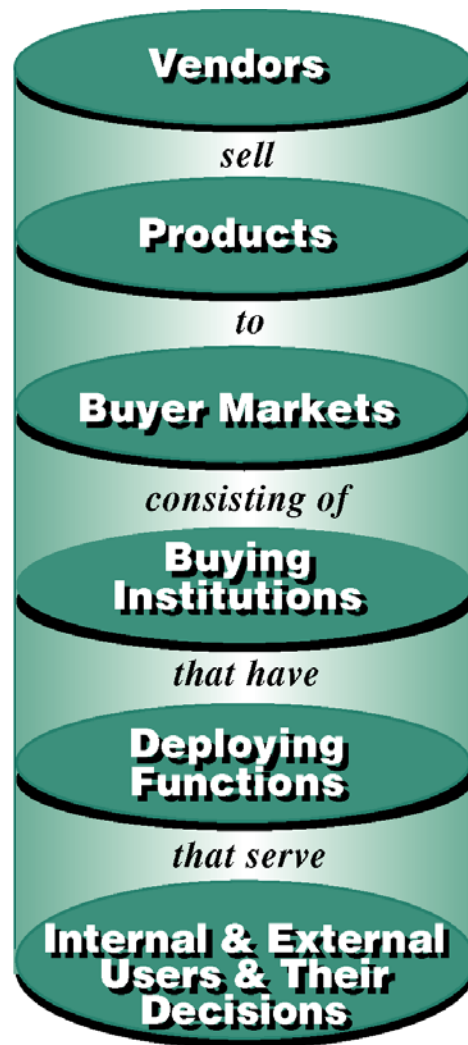 Vendors
sell
Products
to
Buyer Markets
consisting of
Buying
Institutions
that have
Deploying
Functions
that serve
Internal & External
Users & Their
Decisions